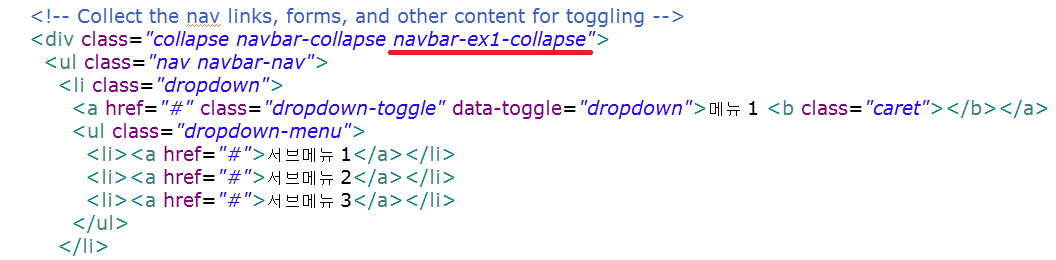 <!-- Collect the nav links, forms, and other content for toggling -->
<div class="collapse navbar-collapse navbar-ex1-collapse">
<ul class="nav navbar-nav">
<li class="dropdown">
<a href="#" class="dropdown-toggle" data-toggle="dropdown">메뉴 1 <b class="caret"></b></a>
<ul class="dropdown-menu">
<li><a href="#">서브메뉴 1</a></li>
<li><a href="#">서브메뉴 2</a></li>
<li><a href="#">서브메뉴 3</a></li>
</ul>
</li>